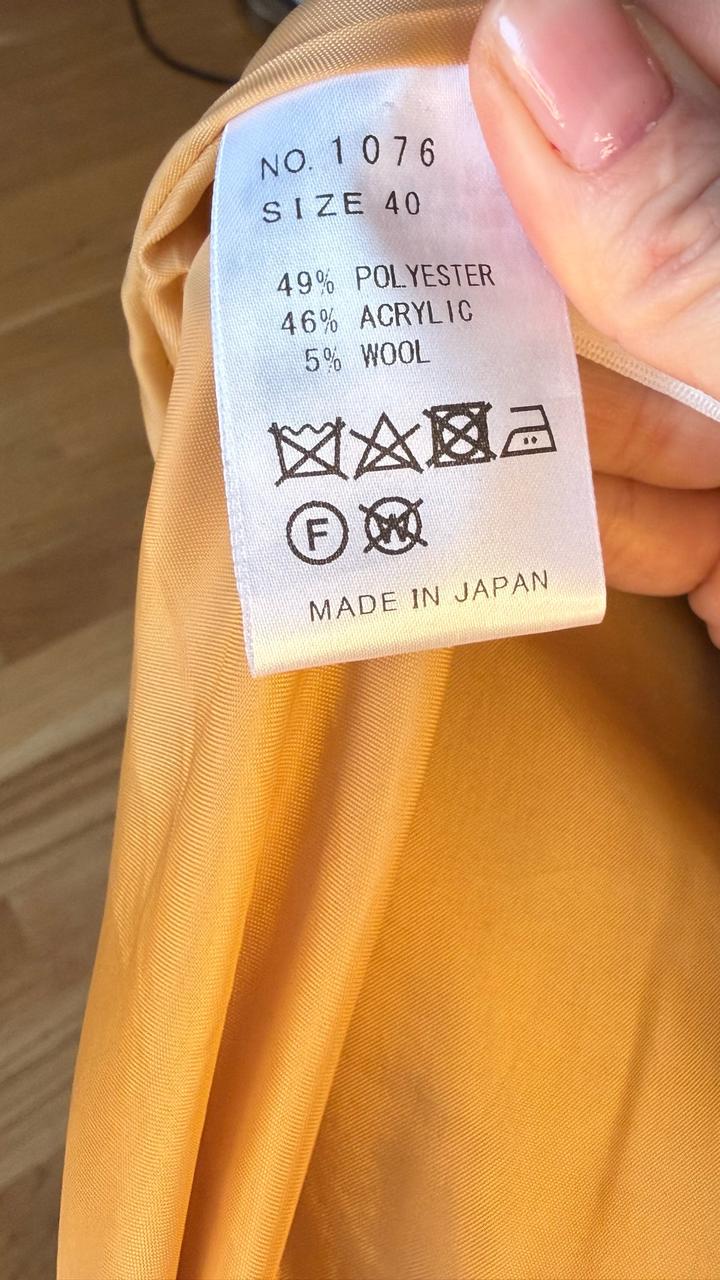 NO. 1076
SIZE 40
49% POLYESTER
46% ACRYLIC
5% WOOL
F W
MADE IN JAPAN